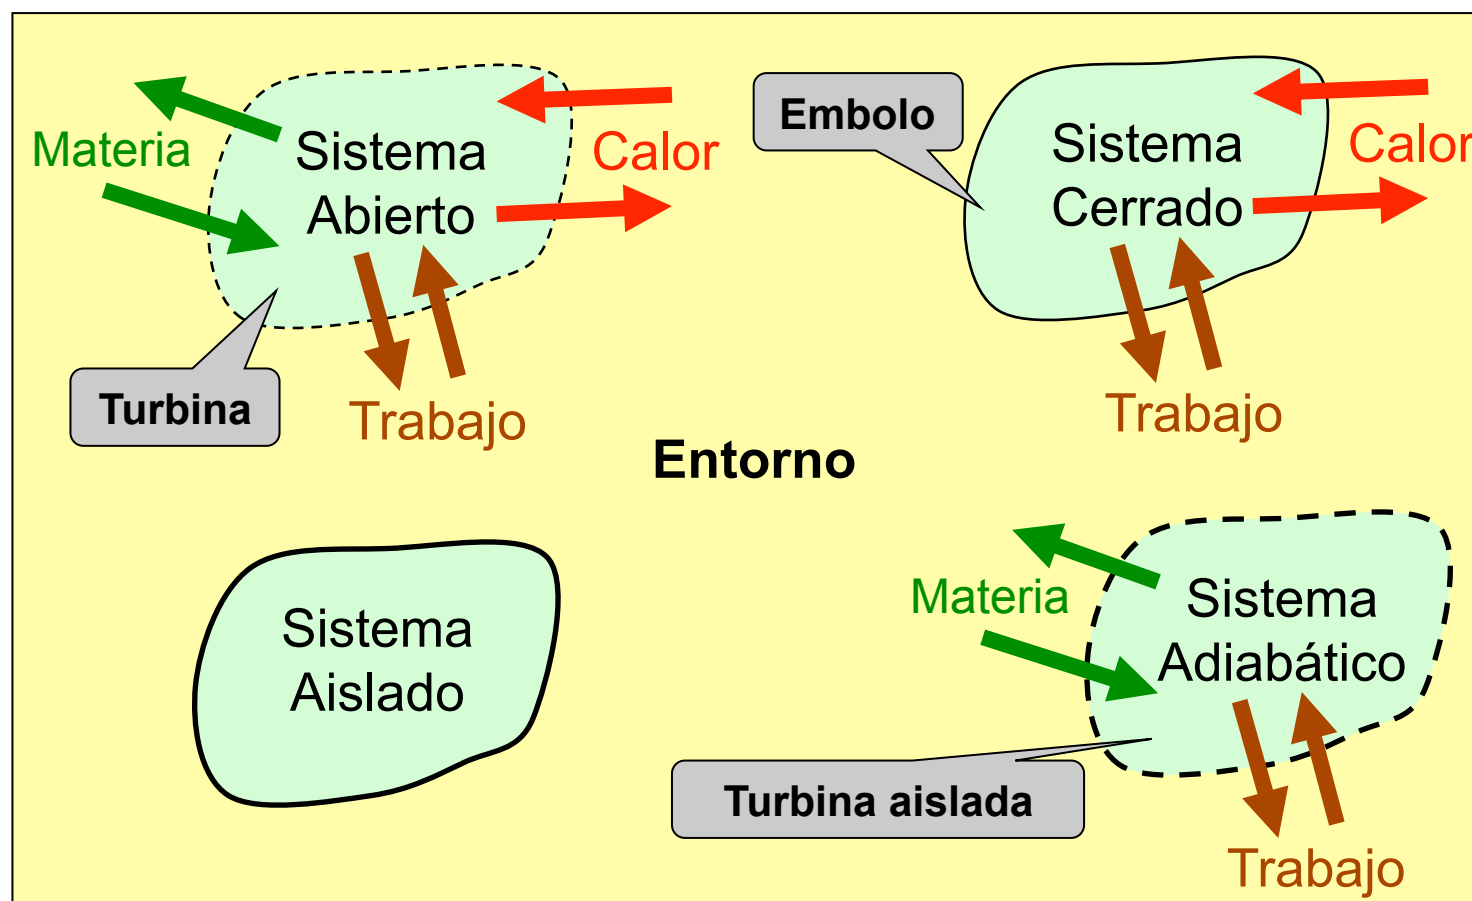 Materia
Sistema
Abierto
Calor
Turbina
Trabajo
Embolo
Sistema
Cerrado
Calor
Trabajo
Entorno
Sistema
Aislado
Materia
Sistema
Adiabático
Turbina aislada
Trabajo